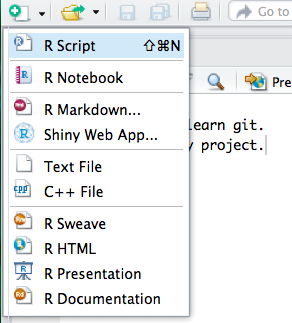 Go to
R Script ⇧⌘N
R Notebook
Pre
R Markdown...
Shiny Web App...
learn git.
project.
Text File
C++ File
R Sweave
R HTML
R Presentation
R Documentation